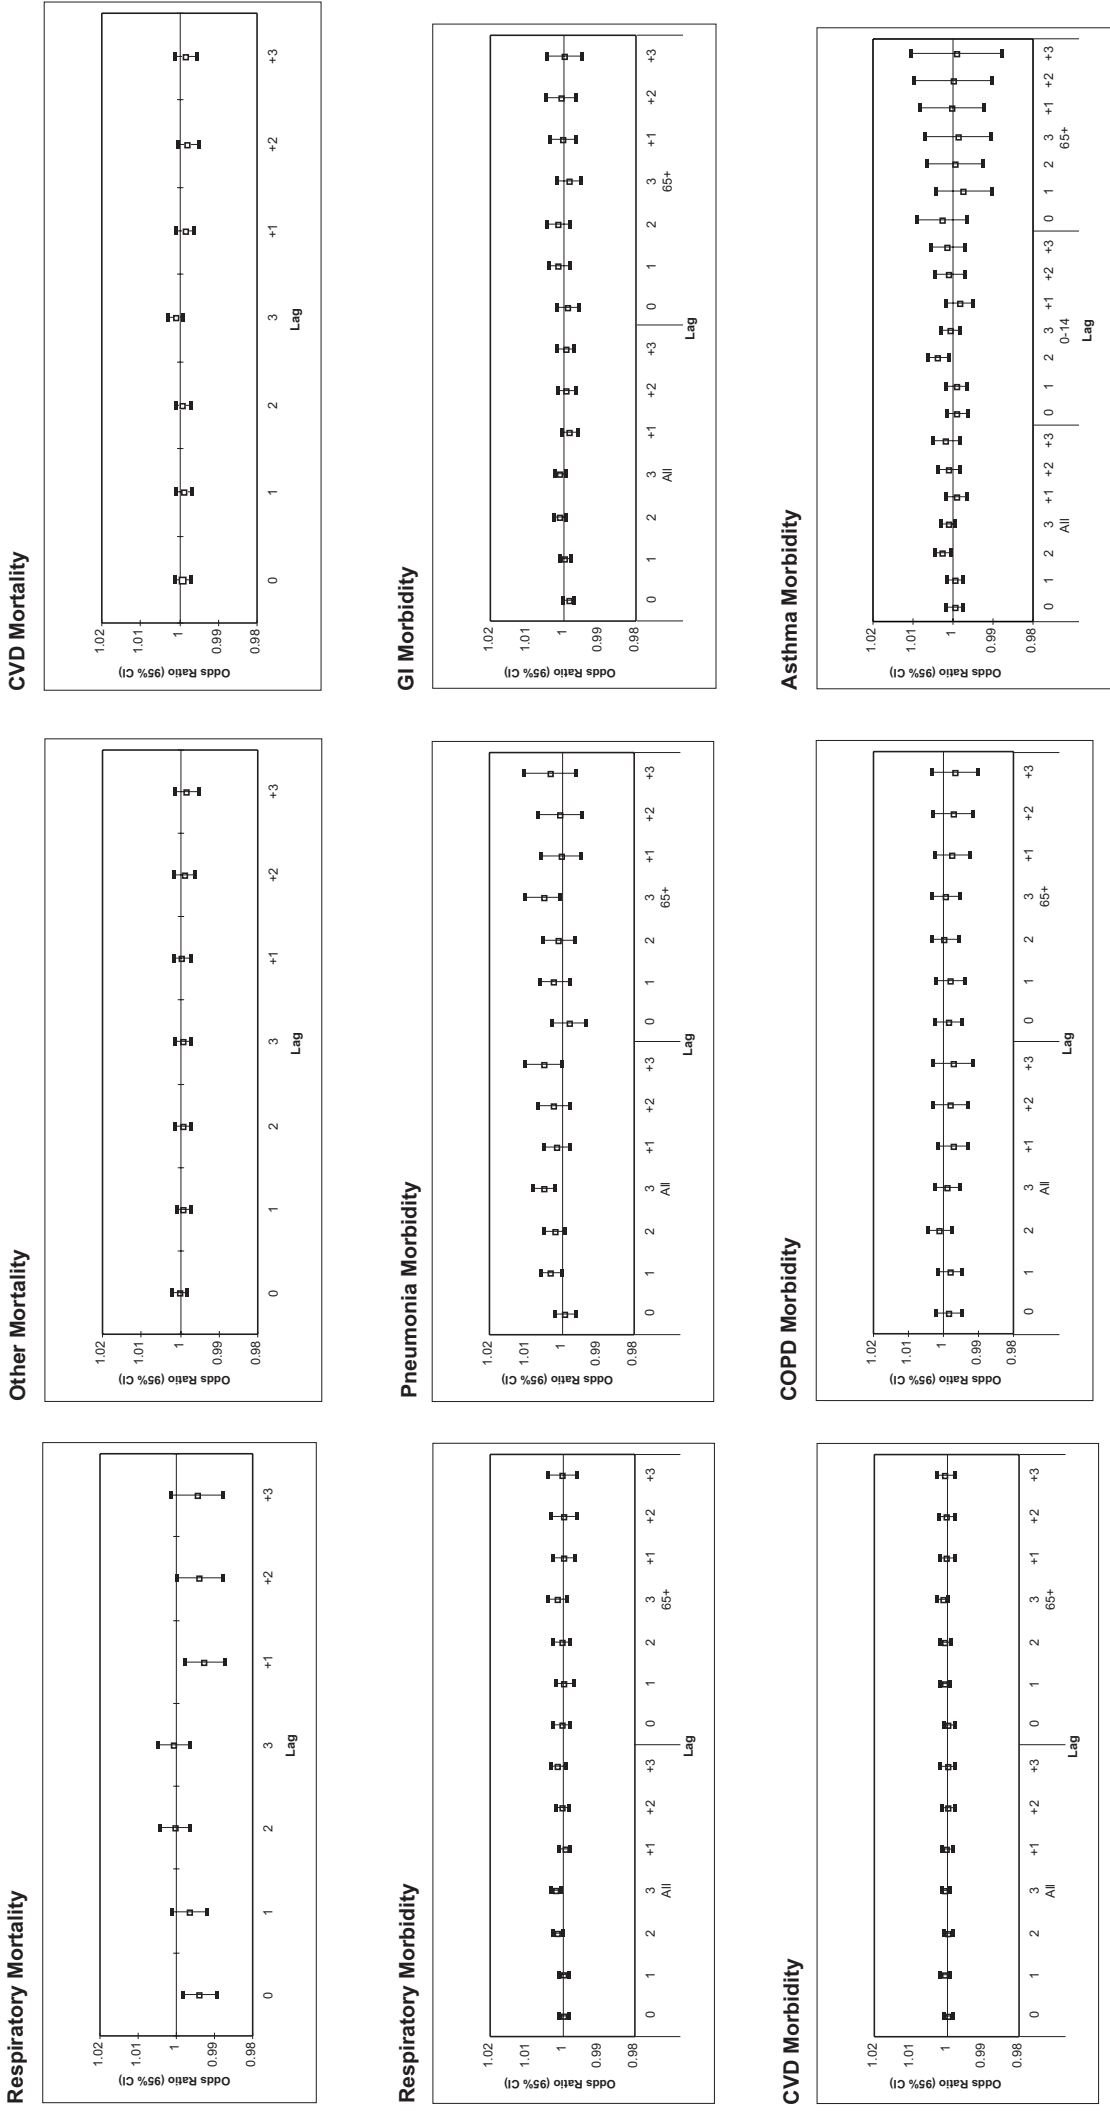 Respiratory Mortality
1.02
1.01
1
0.99
0.98
Odds Ratio (95% CI)
0 1 2 3 +1 +2 +3
Lag
Other Mortality
1.02
1.01
1
0.99
0.98
Odds Ratio (95% CI)
0 1 2 3 +1 +2 +3
Lag
CVD Mortality
1.02
1
0.99
0.98
Odds Ratio (95% CI)
0 1 2 3 +1 +2 +3
Lag
Respiratory Morbidity
1.02
1.01
1
0.99
0.98
Odds Ratio (95% CI)
0 1 2 3 +1 +2 +3 0 1 2 3 +1 +2 +3
All 65+
Lag
Pneumonia Morbidity
1.02
1.01
1
0.99
0.98
Odds Ratio (95% CI)
0 1 2 3 +1 +2 +3 0 1 2 3 +1 +2 +3
All 65+
Lag
GI Morbidity
1.02
1.01
1
0.99
0.98
Odds Ratio (95% CI)
0 1 2 3 +1 +2 +3 0 1 2 3 +1 +2 +3
All 65+
Lag
CVD Morbidity
1.02
1.01
1
0.99
0.98
Odds Ratio (95% CI)
0 1 2 3 +1 +2 +3 0 1 2 3 +1 +2 +3
All 65+
Lag
COPD Morbidity
1.02
1.01
1
0.99
0.98
Odds Ratio (95% CI)
0 1 2 3 +1 +2 +3 0 1 2 3 +1 +2 +3
All 65+
Lag
Asthma Morbidity
1.02
1.01
1
0.99
0.98
Odds Ratio (95% CI)
0 1 2 3 +1 +2 +3 0 1 2 3 +1 +2 +3 0 1 2 3 +1 +2 +3
All 0-14 65+
Lag